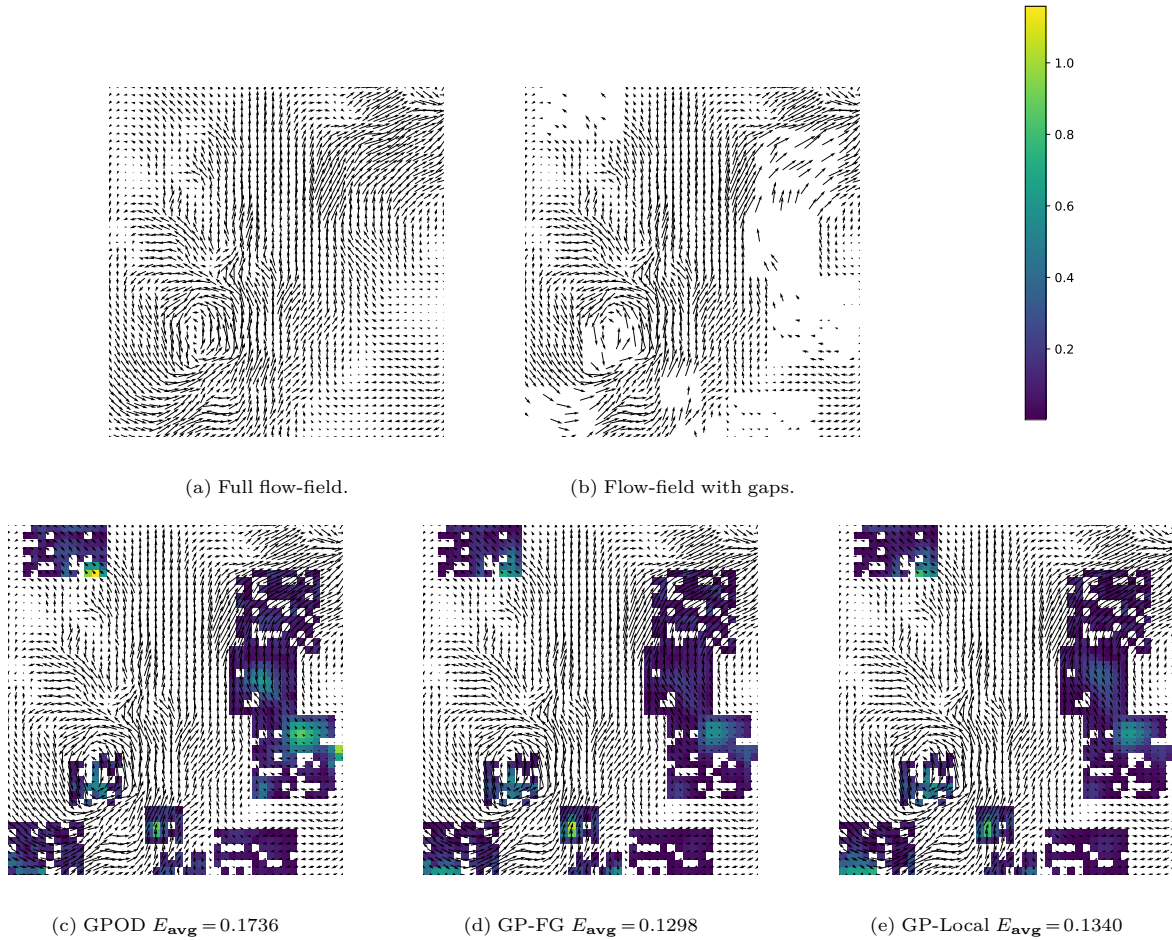 1.0
0.8
0.6
0.4
0.2
(a) Full flow-field.
(b) Flow-field with gaps.
(c) GPOD E_avg = 0.1736
(d) GP-FG E_avg = 0.1298
(e) GP-Local E_avg = 0.1340